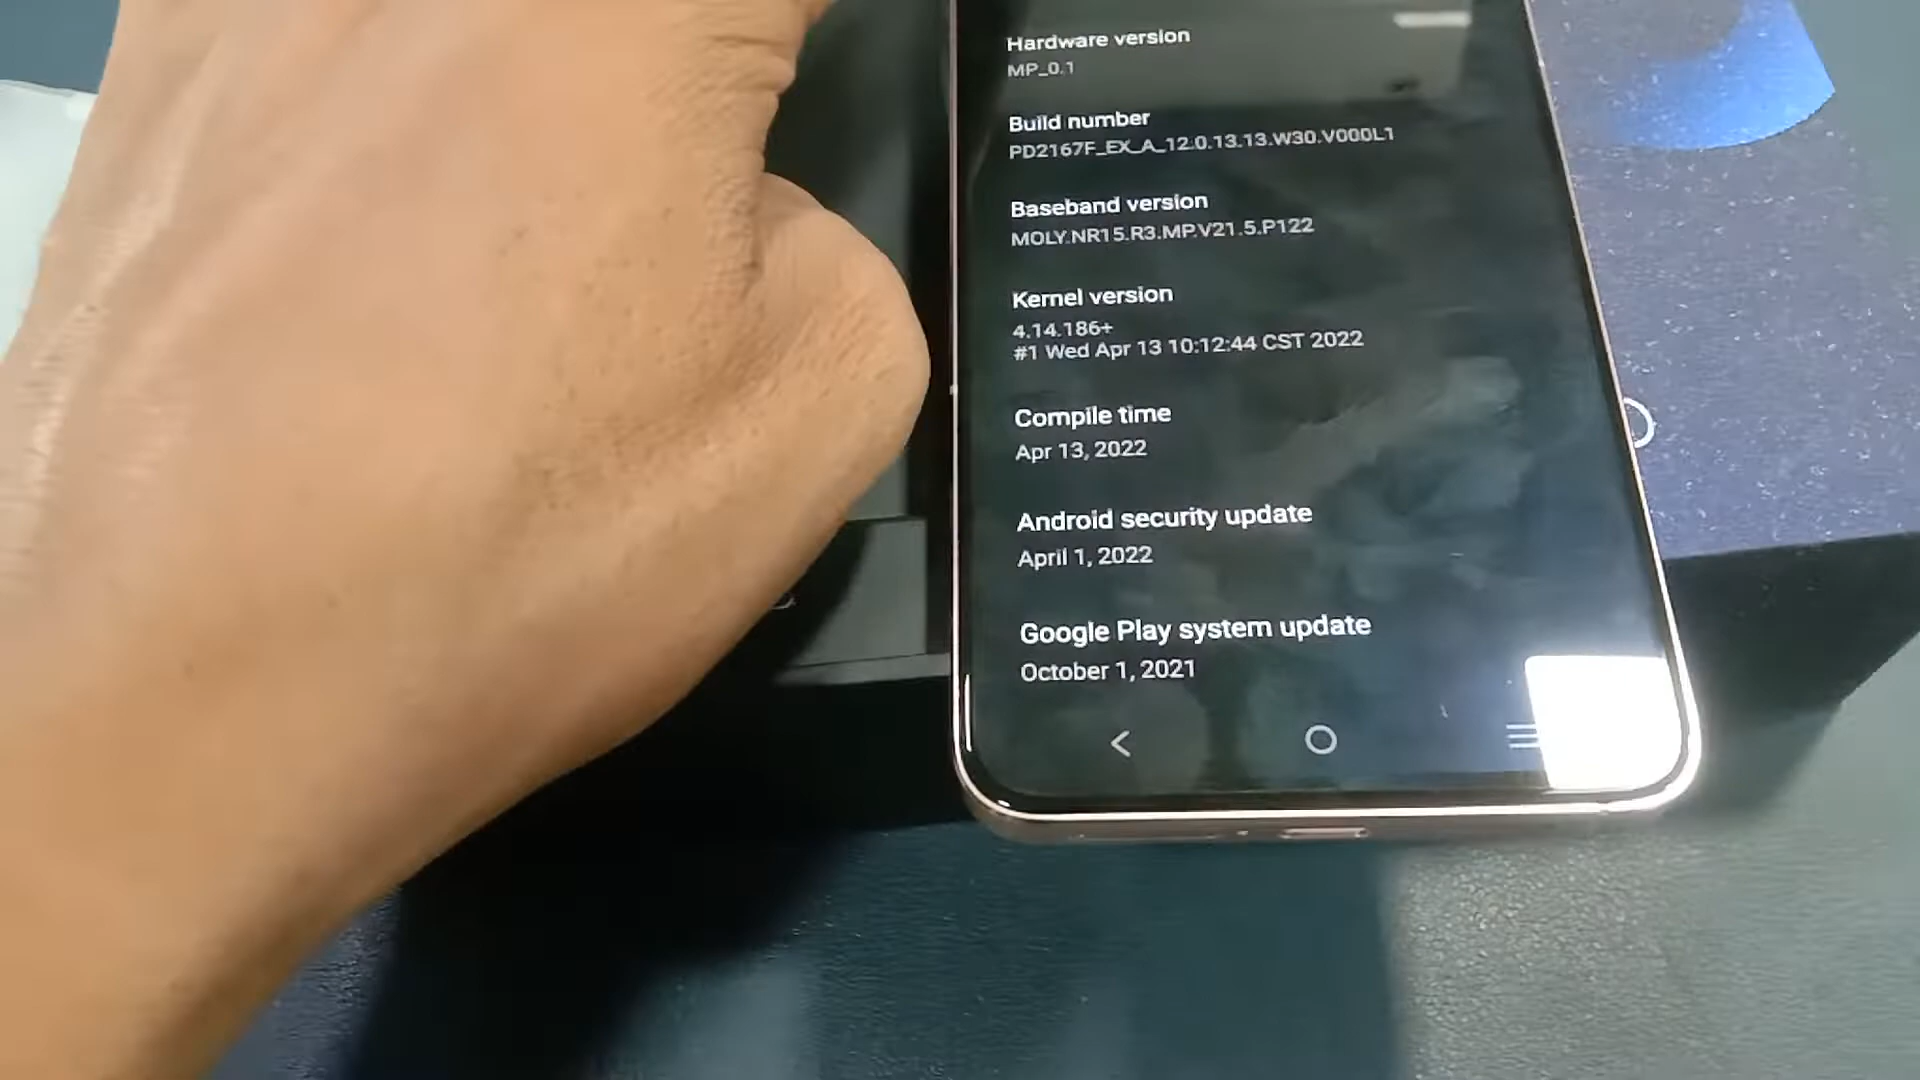 Hardware version
MP_0.1
Build number
PD2167F_EX_A_12.0.13.13.W30.V000L1
Baseband version
MOLY.NR15.R3.MP.V21.5.P122
Kernel version
4.14.186+
#1 Wed Apr 13 10:12:44 CST 2022
Compile time
Apr 13, 2022
Android security update
April 1, 2022
Google Play system update
October 1, 2021